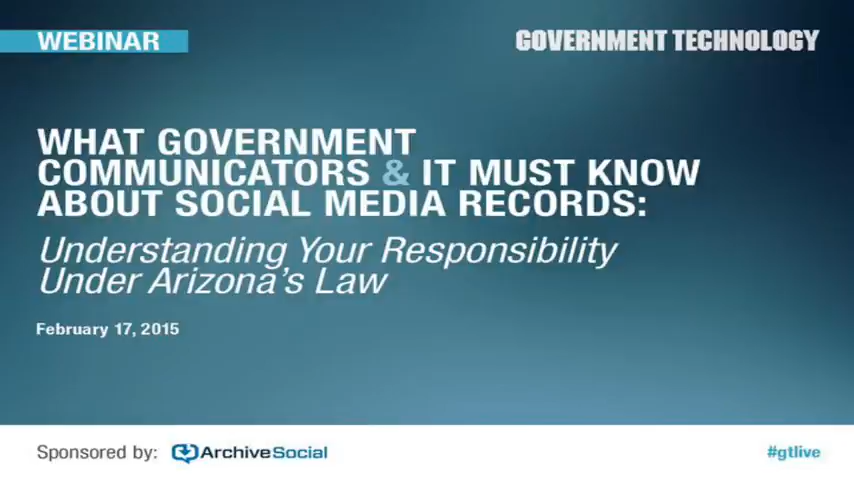 WEBINAR
GOVERNMENT TECHNOLOGY
WHAT GOVERNMENT
COMMUNICATORS & IT MUST KNOW
ABOUT SOCIAL MEDIA RECORDS:
Understanding Your Responsibility
Under Arizona's Law
February 17, 2015
Sponsored by: ArchiveSocial
#gtlive